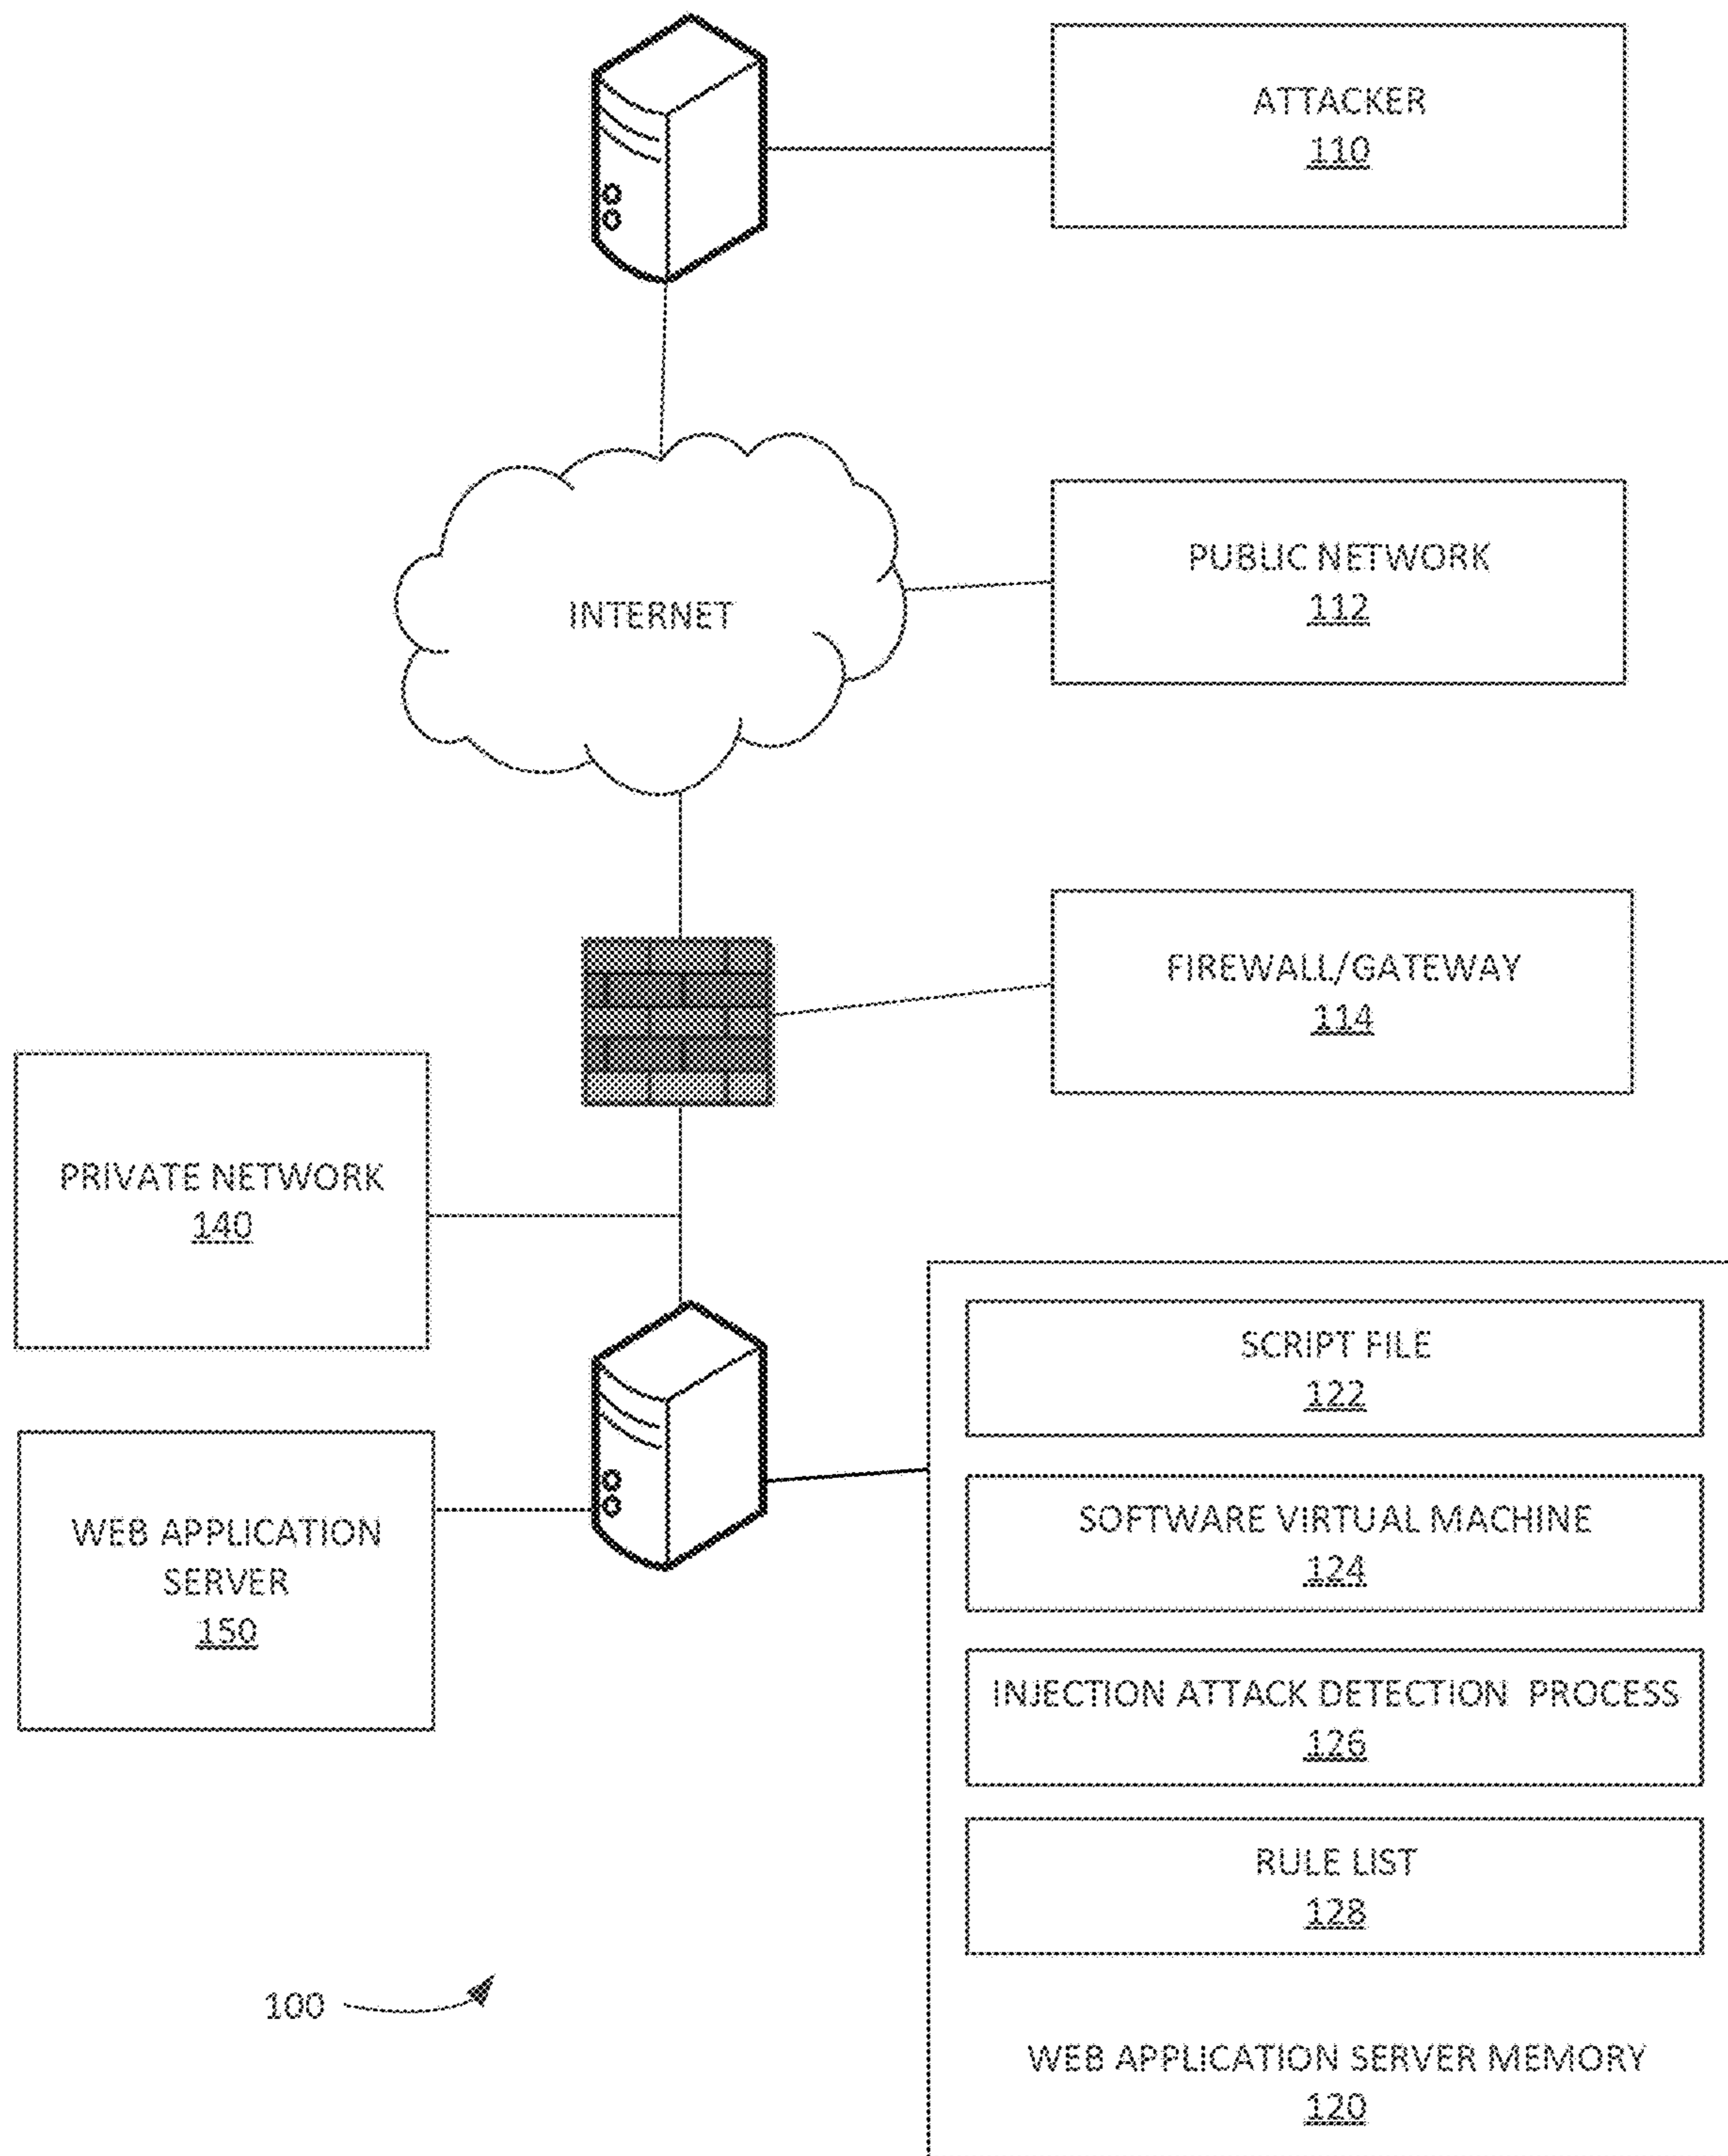 ATTACKER
110
INTERNET
PUBLIC NETWORK
112
FIREWALL/GATEWAY
114
PRIVATE NETWORK
140
WEB APPLICATION
SERVER
150
SCRIPT FILE
122
SOFTWARE VIRTUAL MACHINE
124
INJECTION ATTACK DETECTION PROCESS
126
RULE LIST
128
WEB APPLICATION SERVER MEMORY
120
100